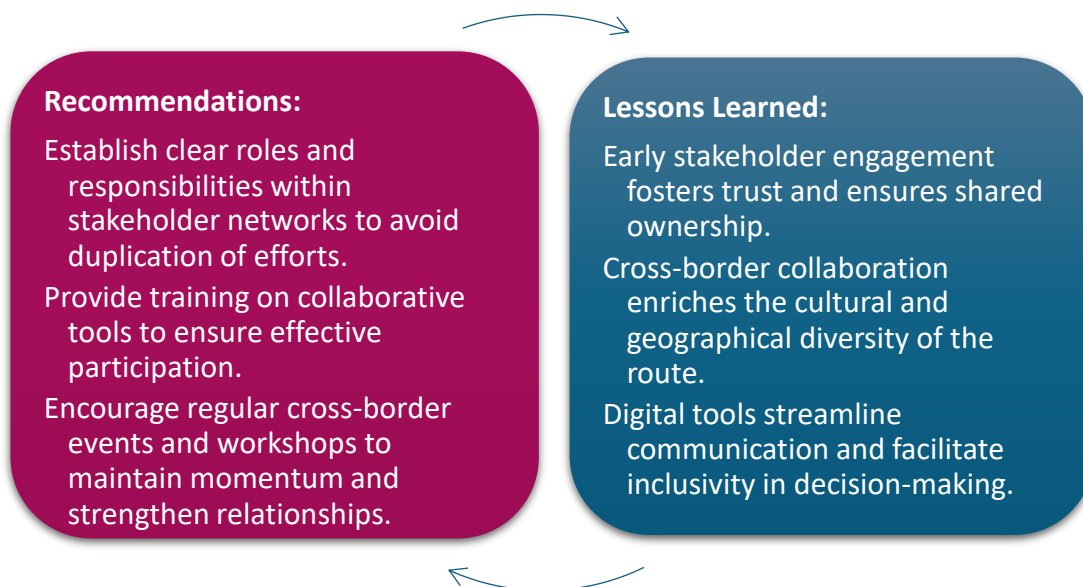 Recommendations:
Establish clear roles and
responsibilities within
stakeholder networks to avoid
duplication of efforts.
Provide training on collaborative
tools to ensure effective
participation.
Encourage regular cross-border
events and workshops to
maintain momentum and
strengthen relationships.
Lessons Learned:
Early stakeholder engagement
fosters trust and ensures shared
ownership.
Cross-border collaboration
enriches the cultural and
geographical diversity of the
route.
Digital tools streamline
communication and facilitate
inclusivity in decision-making.